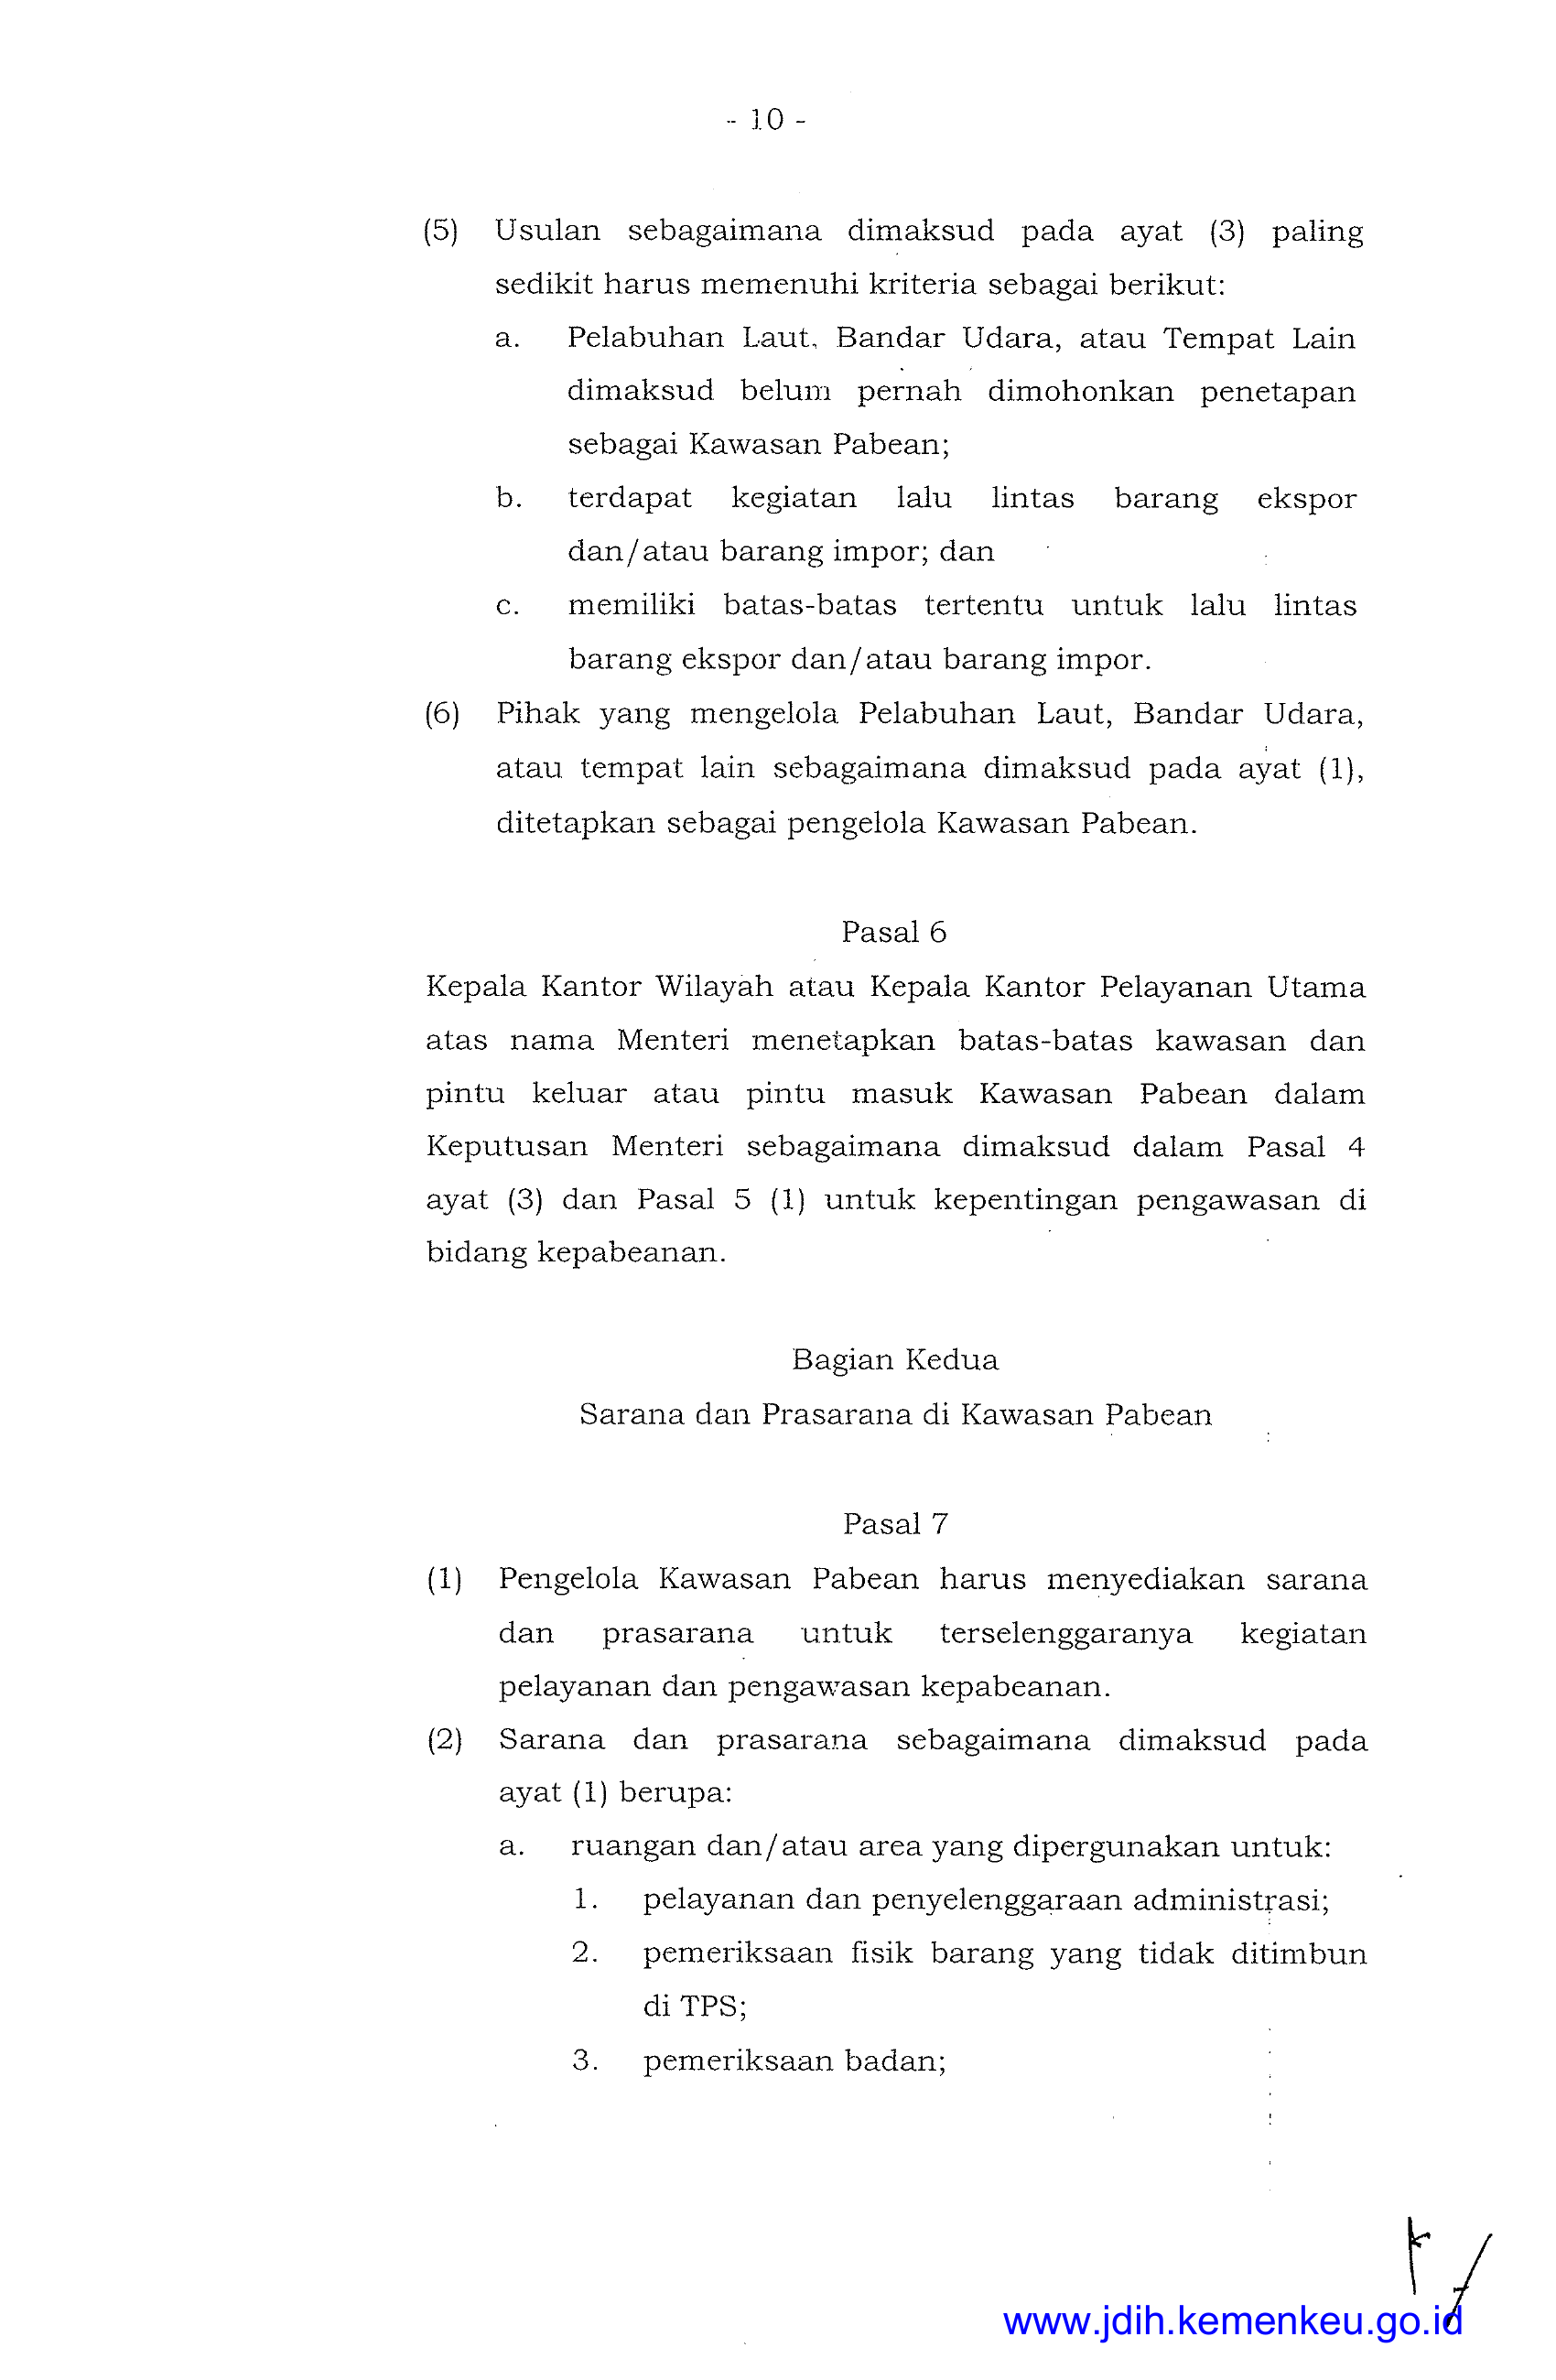 - 10 -
(5) Usulan sebagaimana dimaksud pada ayat (3) paling
sedikit harus memenuhi kriteria sebagai berikut:
a. Pelabuhan Laut, Bandar Udara, atau Tempat Lain
dimaksud belum pernah dimohonkan penetapan
sebagai Kawasan Pabean;
b. terdapat kegiatan lalu lintas barang ekspor
dan/atau barang impor; dan
c. memiliki batas-batas tertentu untuk lalu lintas
barang ekspor dan/atau barang impor.
(6) Pihak yang mengelola Pelabuhan Laut, Bandar Udara,
atau tempat lain sebagaimana dimaksud pada ayat (1),
ditetapkan sebagai pengelola Kawasan Pabean.
Pasal 6
Kepala Kantor Wilayah atau Kepala Kantor Pelayanan Utama
atas nama Menteri menetapkan batas-batas kawasan dan
pintu keluar atau pintu masuk Kawasan Pabean dalam
Keputusan Menteri sebagaimana dimaksud dalam Pasal 4
ayat (3) dan Pasal 5 (1) untuk kepentingan pengawasan di
bidang kepabeanan.
Bagian Kedua
Sarana dan Prasarana di Kawasan Pabean
Pasal 7
(1) Pengelola Kawasan Pabean harus menyediakan sarana
dan prasarana untuk terselenggaranya kegiatan
pelayanan dan pengawasan kepabeanan.
(2) Sarana dan prasarana sebagaimana dimaksud pada
ayat (1) berupa:
a. ruangan dan/atau area yang dipergunakan untuk:
1. pelayanan dan penyelenggaraan administrasi;
2. pemeriksaan fisik barang yang tidak ditimbun
di TPS;
3. pemeriksaan badan;
www.jdih.kemenkeu.go.id